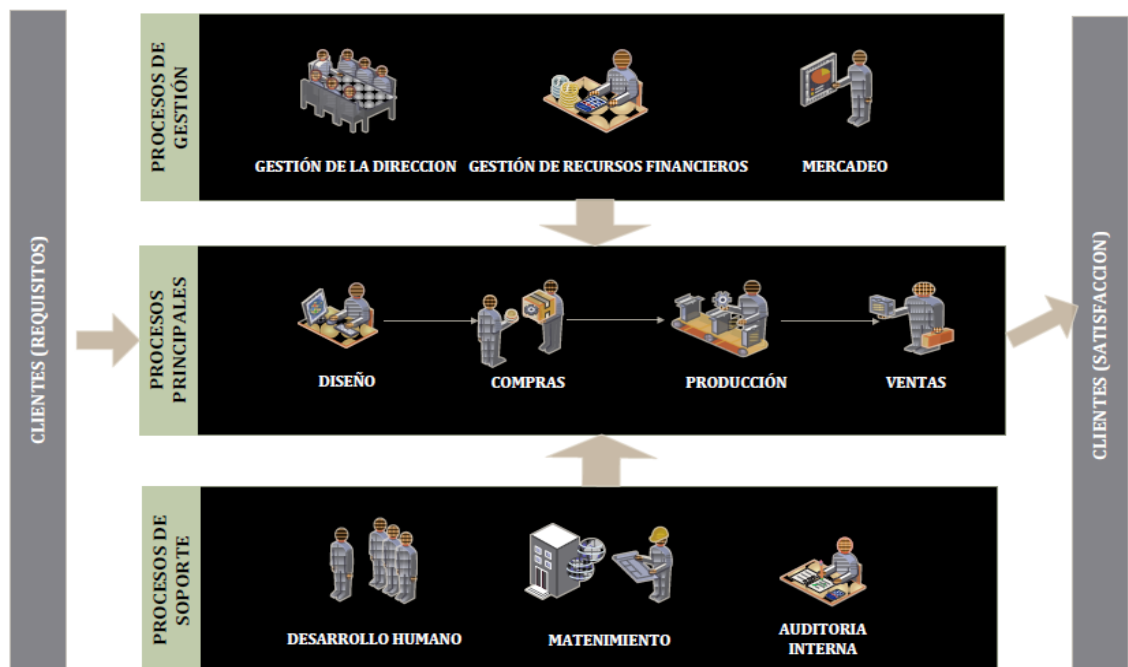 CLIENTES (REQUISITOS)
PROCESOS DE
GESTIÓN
GESTIÓN DE LA DIRECCION
GESTIÓN DE RECURSOS FINANCIEROS
MERCADEO
PROCESOS
PRINCIPALES
DISEÑO
COMPRAS
PRODUCCIÓN
VENTAS
PROCESOS DE
SOPORTE
DESARROLLO HUMANO
MATENIMIENTO
AUDITORIA
INTERNA
CLIENTES (SATISFACCION)